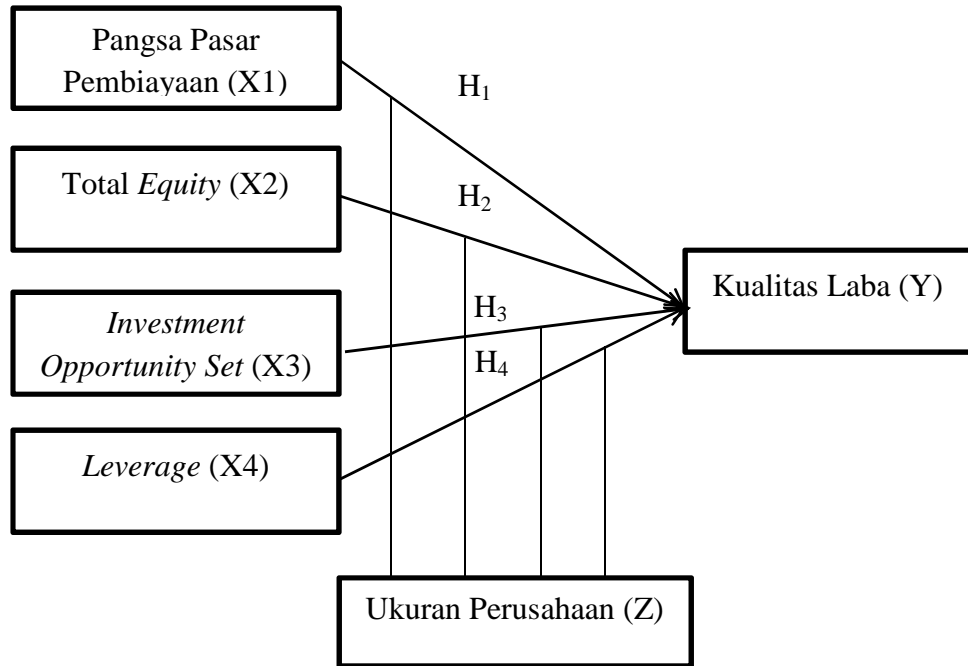 Pangsa Pasar
Pembiayaan (X1)
H₁
Total Equity (X2)
H₂
Kualitas Laba (Y)
Investment
Opportunity Set (X3)
H₃
H₄
Leverage (X4)
Ukuran Perusahaan (Z)